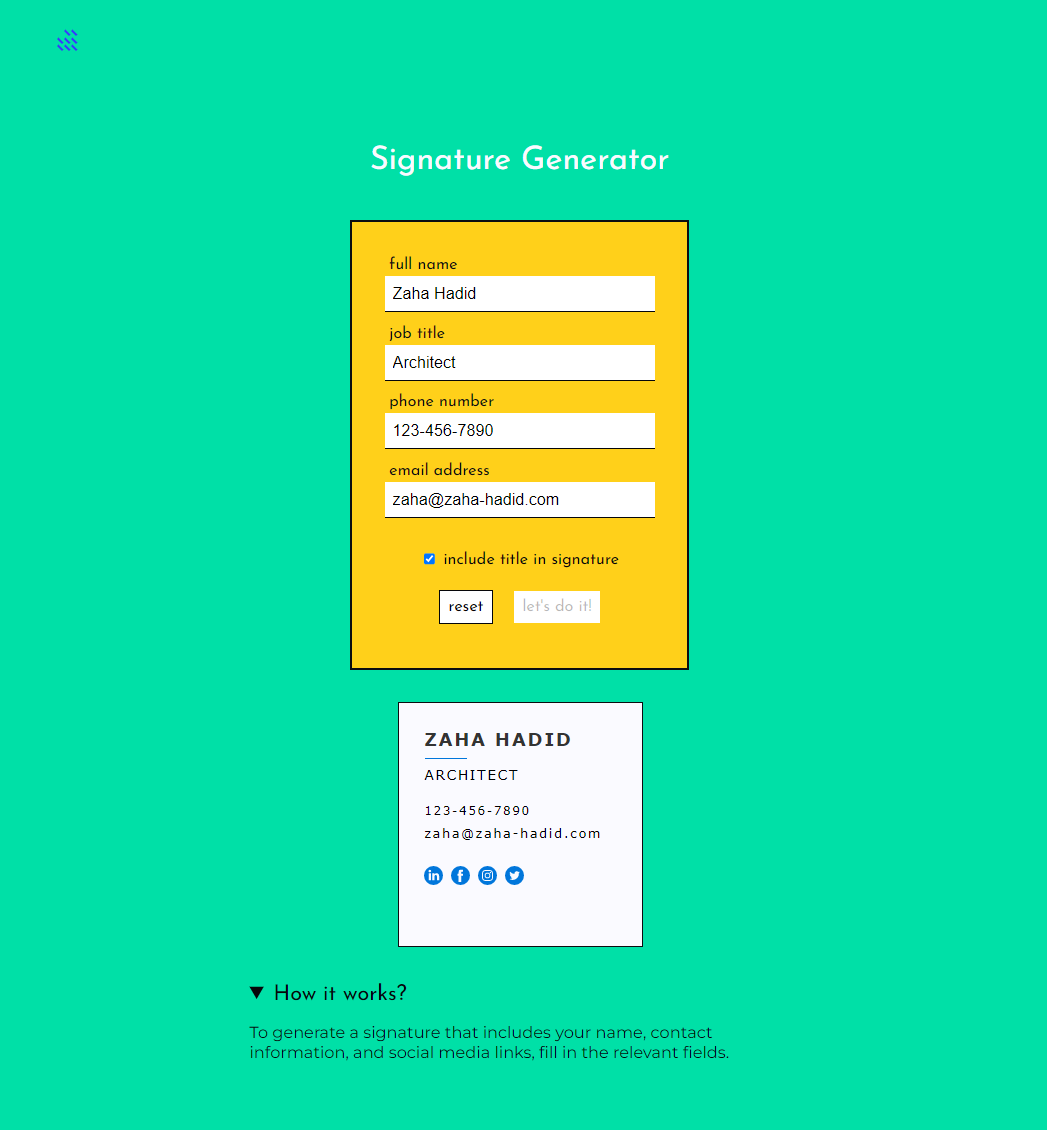 Signature Generator
full name
Zaha Hadid
job title
Architect
phone number
123-456-7890
email address
zaha@zaha-hadid.com
include title in signature
reset
let's do it!
ZAHA HADID
ARCHITECT
123-456-7890
zaha@zaha-hadid.com
How it works?
To generate a signature that includes your name, contact
information, and social media links, fill in the relevant fields.